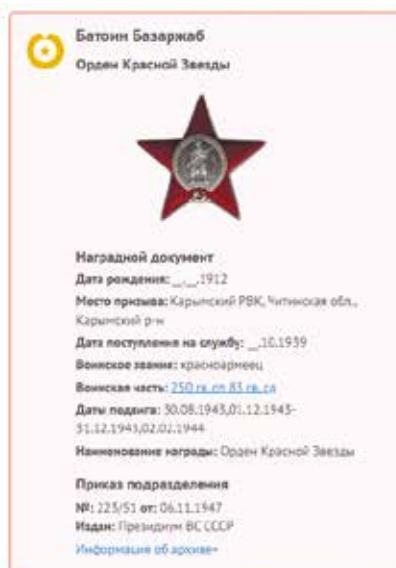 Батоин Базаржаб
Орден Красной Звезды
Наградной документ
Дата рождения: __.__.1912
Место призыва: Карымский РВК, Читинская обл.,
Карымский р-н
Дата поступления на службу: __.10.1939
Воинское звание: красноармеец
Воинская часть: 250 гв. сп 83 гв. сд
Даты подвига: 30.08.1943,01.12.1943-
31.12.1943,02.02.1944
Наименование награды: Орден Красной Звезды
Приказ подразделения
№: 223/51 от: 06.11.1947
Издан: Президиум ВС СССР
Информация об архиве+